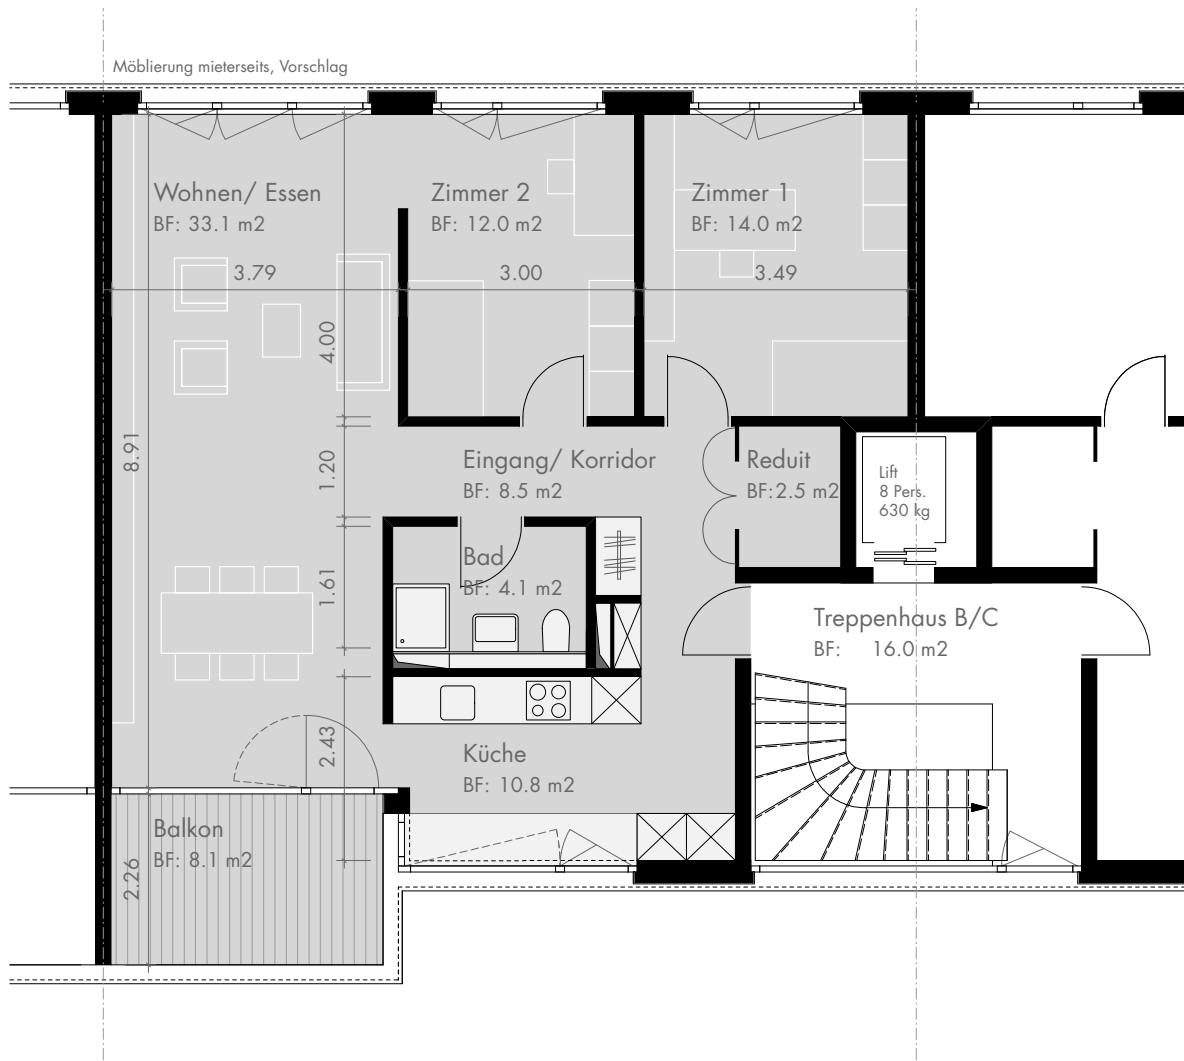 Möblierung mieterseits, Vorschlag
Wohnen/ Essen
BF: 33.1 m2
Zimmer 2
BF: 12.0 m2
Zimmer 1
BF: 14.0 m2
3.79
3.00
3.49
4.00
8.91
1.20
Eingang/ Korridor
BF: 8.5 m2
Reduit
BF:2.5 m2
Lift
8 Pers.
630 kg
1.61
Bad
BF: 4.1 m2
Treppenhaus B/C
BF: 16.0 m2
2.43
Küche
BF: 10.8 m2
Balkon
BF: 8.1 m2
2.26